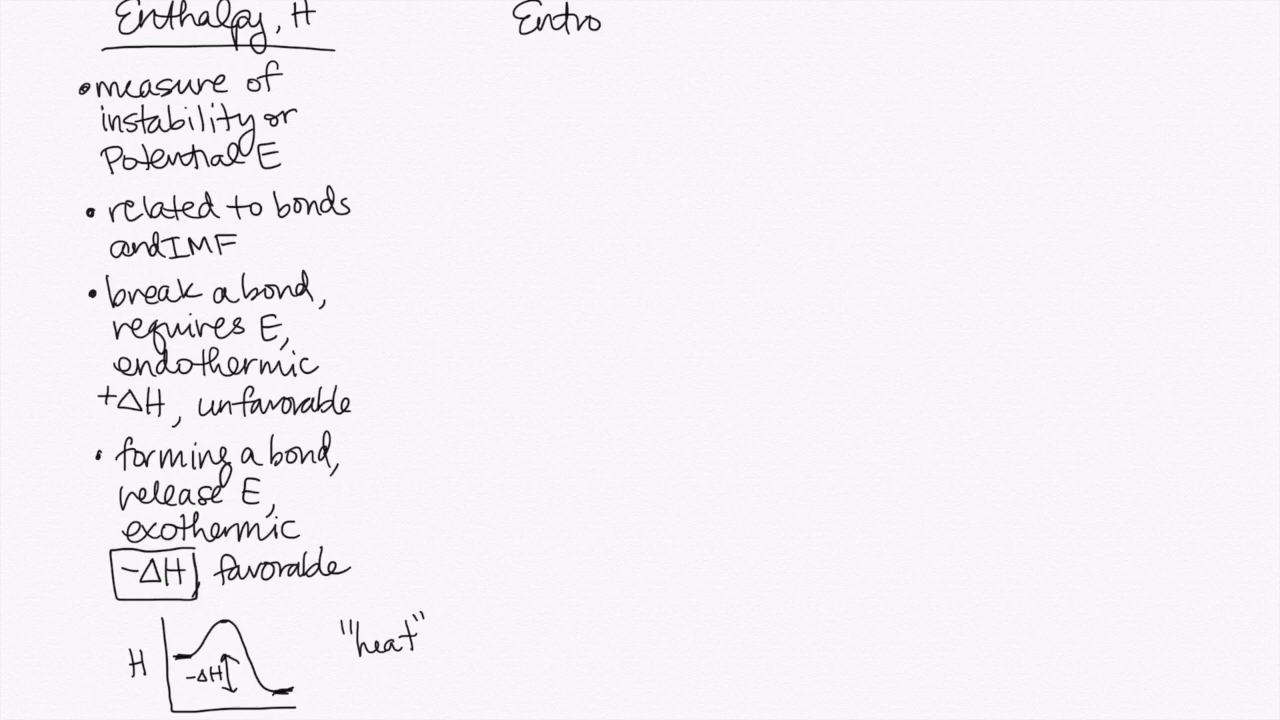 Enthalpy, H
Entro
•measure of
instability or
Potential E
• related to bonds
and IMF
• break a bond,
requires E,
endothermic
+ΔH, unfavorable
• forming a bond,
release E,
exothermic
-ΔH, favorable
"heat"
H
-ΔH